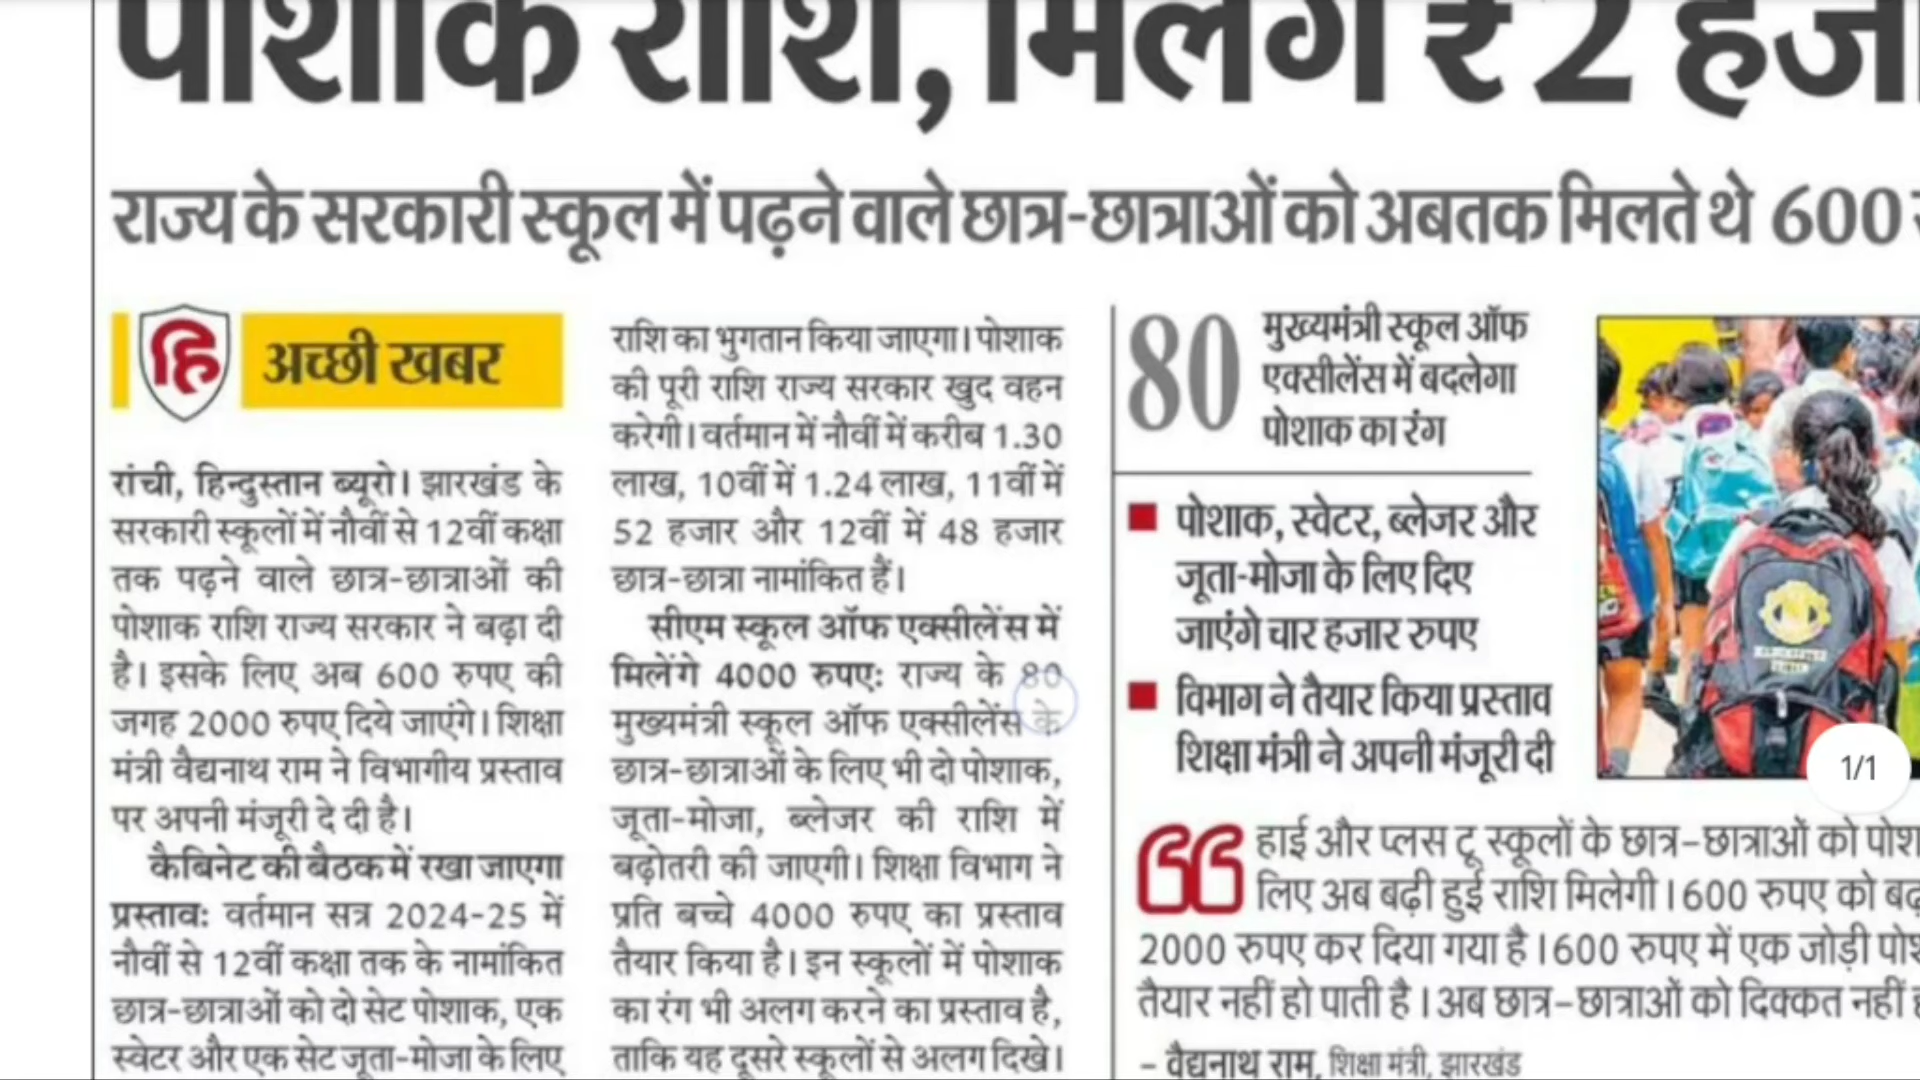 पोशाक राशि, मिलेंगे ₹2
राज्य के सरकारी स्कूल में पढ़ने वाले छात्र-छात्राओं को अबतक मिलते थे 600
हि अच्छी खबर
रांची, हिन्दुस्तान ब्यूरो। झारखंड के
सरकारी स्कूलों में नौवीं से 12वीं कक्षा
तक पढ़ने वाले छात्र-छात्राओं की
पोशाक राशि राज्य सरकार ने बढ़ा दी
है। इसके लिए अब 600 रुपए की
जगह 2000 रुपए दिये जाएंगे। शिक्षा
मंत्री वैद्यनाथ राम ने विभागीय प्रस्ताव
पर अपनी मंजूरी दे दी है।
कैबिनेट की बैठक में रखा जाएगा
प्रस्ताव: वर्तमान सत्र 2024-25 में
नौवीं से 12वीं कक्षा तक के नामांकित
छात्र-छात्राओं को दो सेट पोशाक, एक
स्वेटर और एक सेट जूता-मोजा के लिए
राशि का भुगतान किया जाएगा। पोशाक
की पूरी राशि राज्य सरकार खुद वहन
करेगी। वर्तमान में नौवीं में करीब 1.30
लाख, 10वीं में 1.24 लाख, 11वीं में
52 हजार और 12वीं में 48 हजार
छात्र-छात्रा नामांकित हैं।
सीएम स्कूल ऑफ एक्सीलेंस में
मिलेंगे 4000 रुपए: राज्य के 80
मुख्यमंत्री स्कूल ऑफ एक्सीलेंस के
छात्र-छात्राओं के लिए भी दो पोशाक,
जूता-मोजा, ब्लेजर की राशि में
बढ़ोतरी की जाएगी। शिक्षा विभाग ने
प्रति बच्चे 4000 रुपए का प्रस्ताव
तैयार किया है। इन स्कूलों में पोशाक
का रंग भी अलग करने का प्रस्ताव है,
ताकि यह दूसरे स्कूलों से अलग दिखे।
80 मुख्यमंत्री स्कूल ऑफ
एक्सीलेंस में बदलेगा
पोशाक का रंग
पोशाक, स्वेटर, ब्लेजर और
जूता-मोजा के लिए दिए
जाएंगे चार हजार रुपए
विभाग ने तैयार किया प्रस्ताव
शिक्षा मंत्री ने अपनी मंजूरी दी
1/1
हाई और प्लस टू स्कूलों के छात्र-छात्राओं को
लिए अब बढ़ी हुई राशि मिलेगी। 600 रुपए को
2000 रुपए कर दिया गया है। 600 रुपए में एक जोड़ी
तैयार नहीं हो पाती है। अब छात्र-छात्राओं को दिक्कत नहीं
– वैद्यनाथ राम, शिक्षा मंत्री, झारखंड